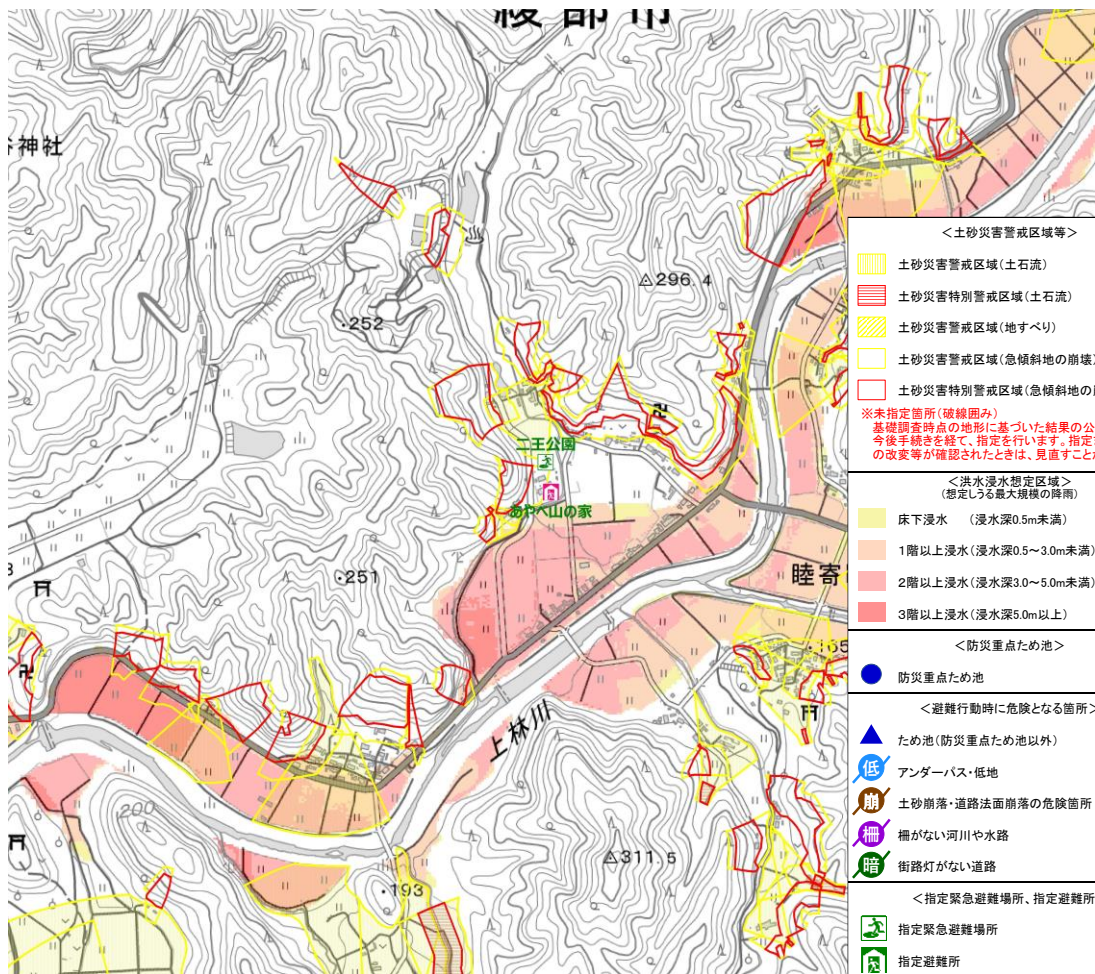 綾部市
神社
△296.4
・252
二王公園
あやべ山の家
・251
睦寄
上林川
200
△311.5
・193
＜土砂災害警戒区域等＞
土砂災害警戒区域(土石流)
土砂災害特別警戒区域(土石流)
土砂災害警戒区域(地すべり)
土砂災害警戒区域(急傾斜地の崩壊)
土砂災害特別警戒区域(急傾斜地の
※未指定箇所(破線囲み)
基礎調査時点の地形に基づいた結果の公
今後手続きを経て、指定を行います。指定
の改変等が確認されたときは、見直すことが
＜洪水浸水想定区域＞
(想定しうる最大規模の降雨)
床下浸水　(浸水深0.5m未満)
1階以上浸水(浸水深0.5～3.0m未満)
2階以上浸水(浸水深3.0～5.0m未満)
3階以上浸水(浸水深5.0m以上)
＜防災重点ため池＞
防災重点ため池
＜避難行動時に危険となる箇所＞
ため池(防災重点ため池以外)
低 アンダーパス・低地
崩 土砂崩落・道路法面崩落の危険箇所
柵 柵がない河川や水路
暗 街路灯がない道路
＜指定緊急避難場所、指定避難所
指定緊急避難場所
指定避難所